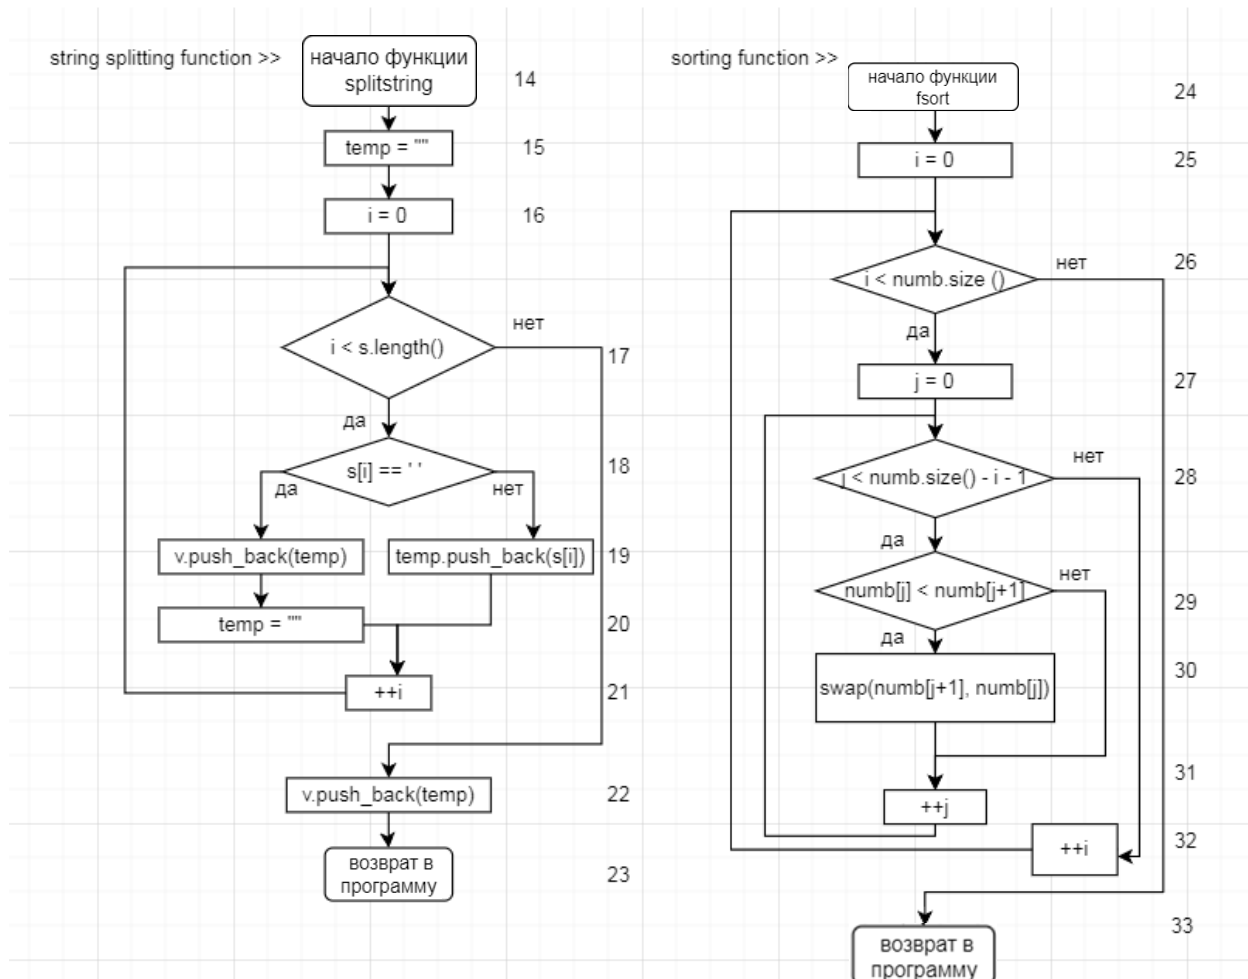 string splitting function >>
начало функции
splitstring
14
temp = ""
15
i = 0
16
i < s.length()
нет
17
да
s[i] == ' '
18
да
нет
v.push_back(temp)
temp.push_back(s[i])
19
temp = ""
20
++i
21
v.push_back(temp)
22
возврат в
программу
23
sorting function >>
начало функции
fsort
24
i = 0
25
i < numb.size ()
нет
26
да
j = 0
27
j < numb.size() - i - 1
нет
28
да
numb[j] < numb[j+1]
нет
29
да
swap(numb[j+1], numb[j])
30
++j
31
++i
32
возврат в
программу
33